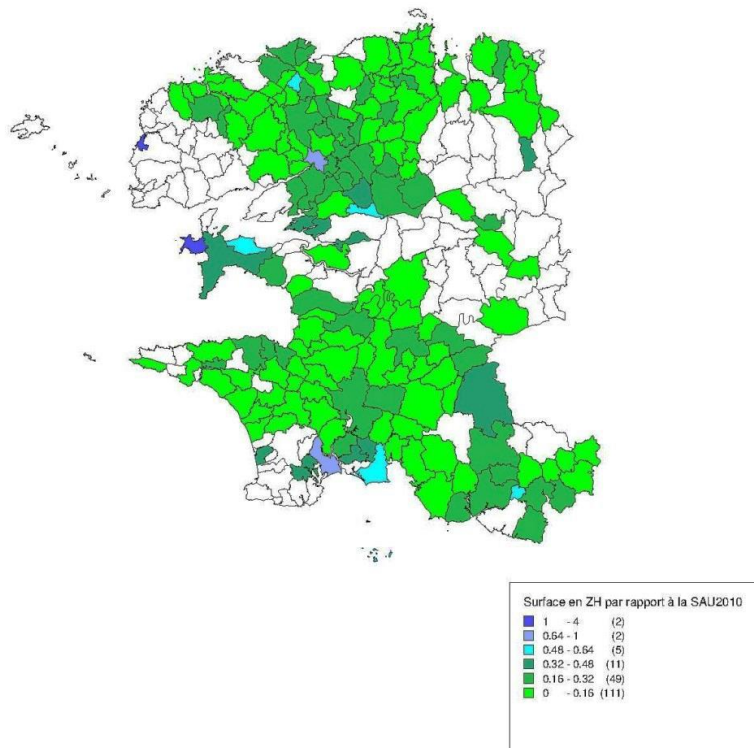 Surface en ZH par rapport à la SAU2010
1 - 4 (2)
0.64 - 1 (2)
0.48 - 0.64 (5)
0.32 - 0.48 (11)
0.16 - 0.32 (49)
0 - 0.16 (111)